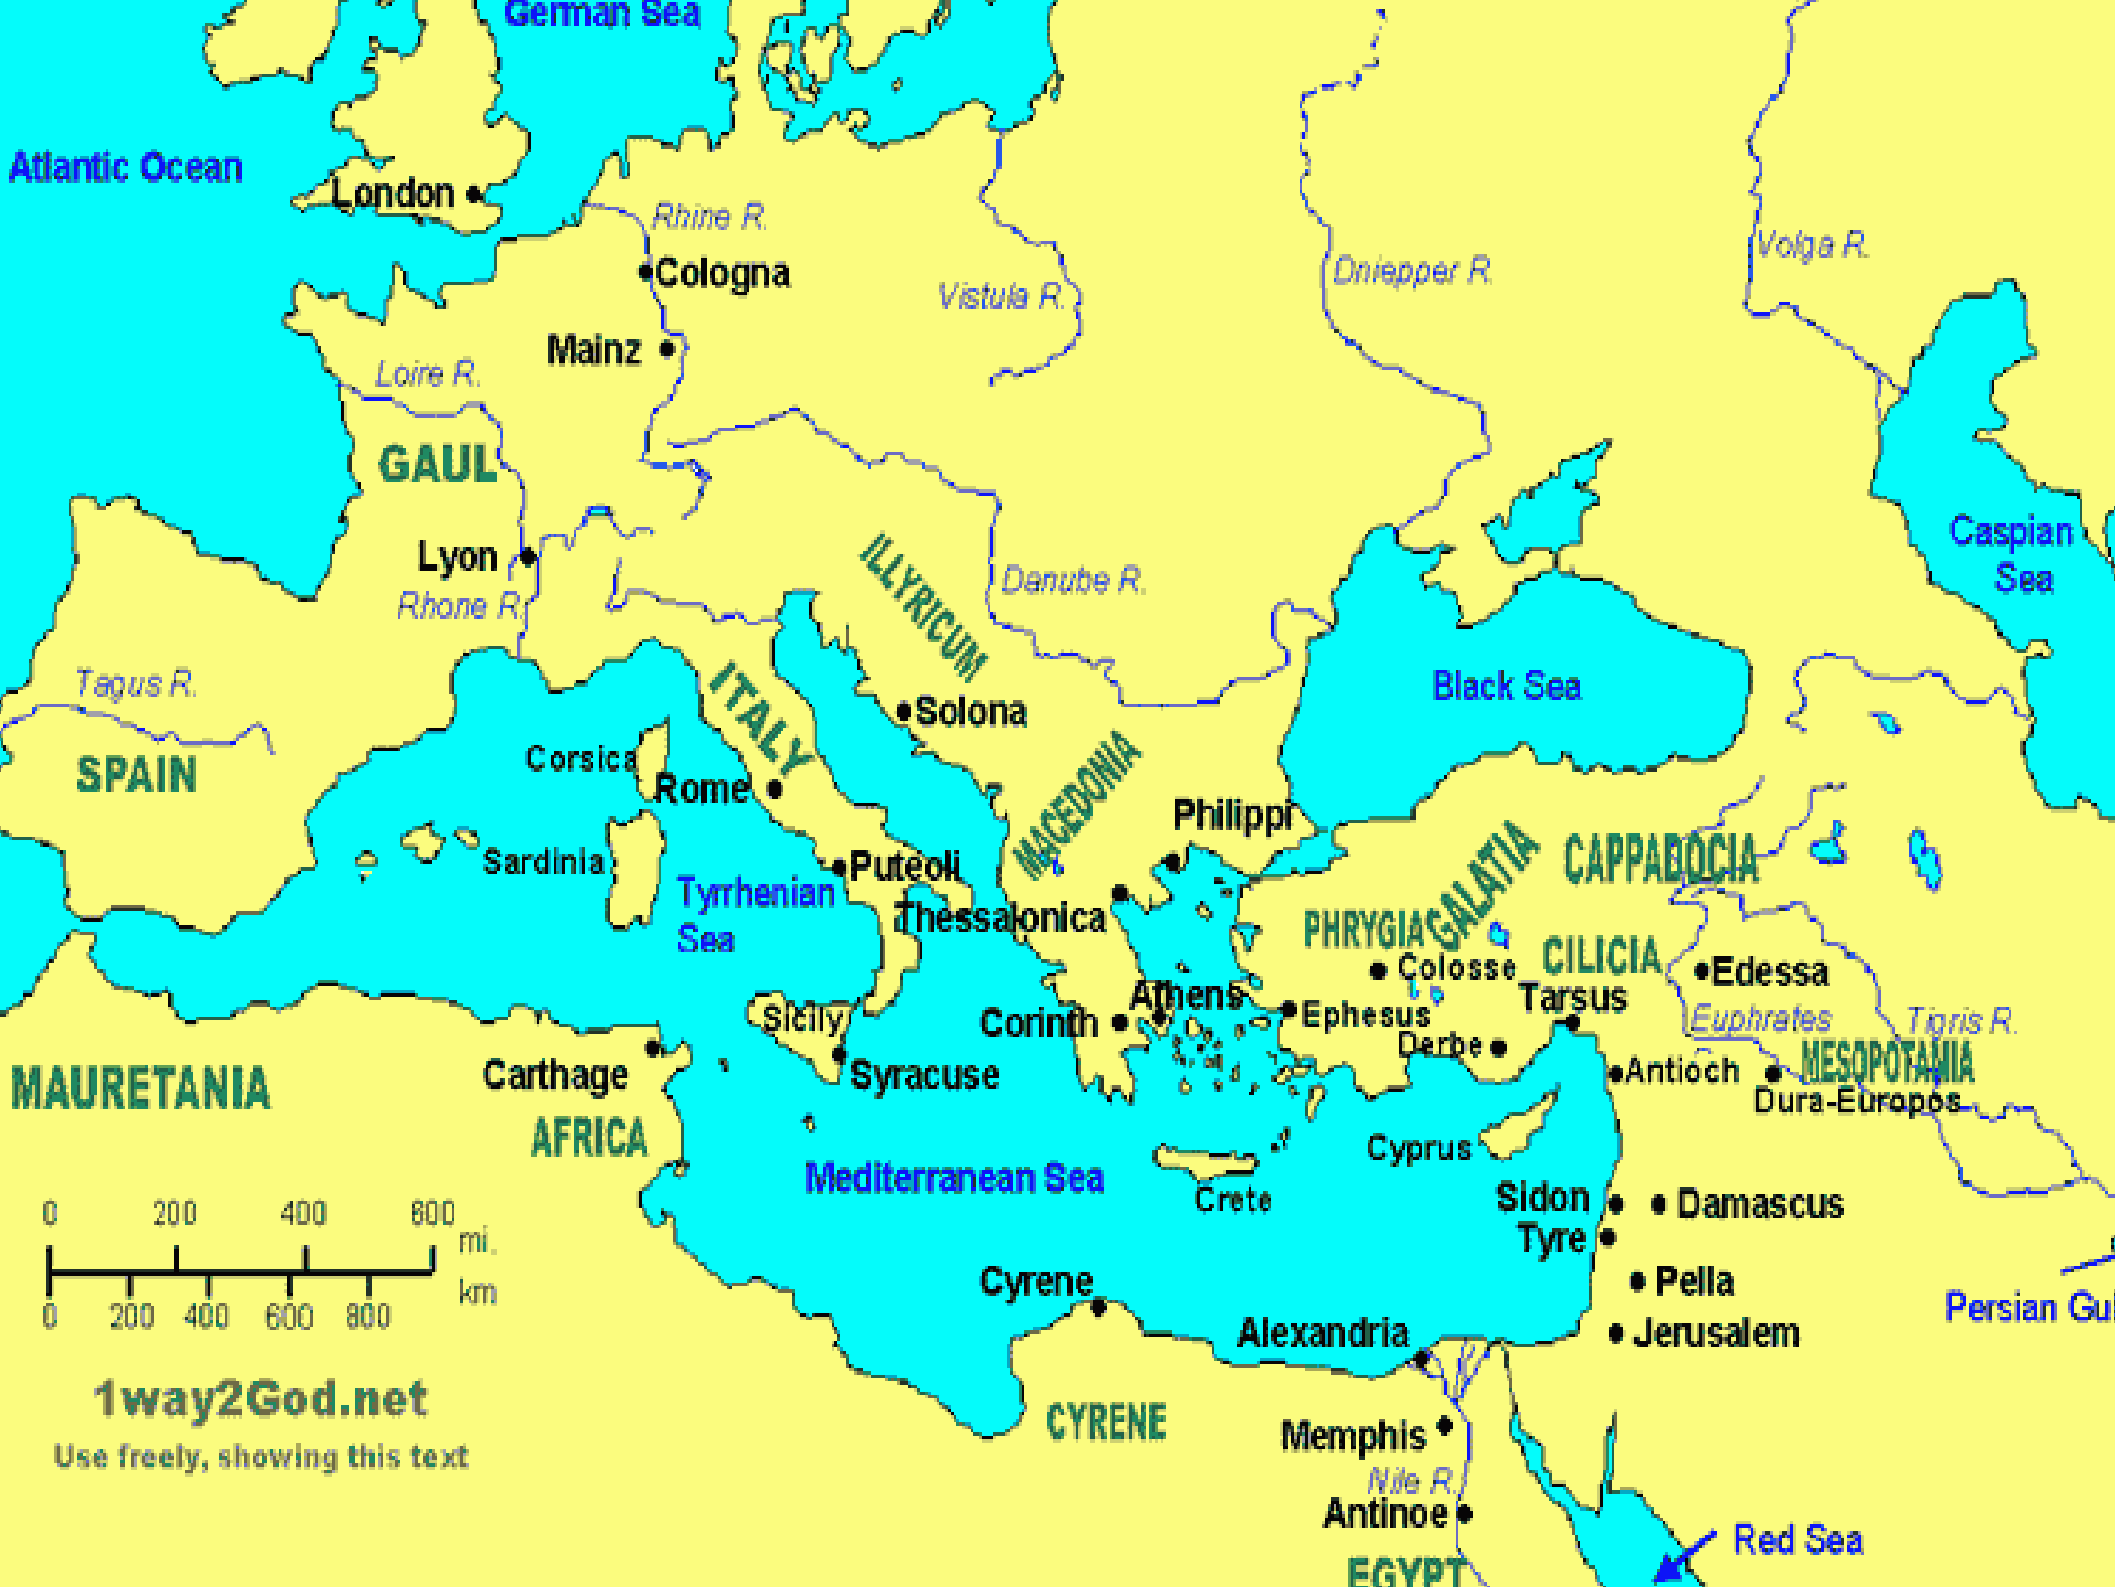 German Sea
Atlantic Ocean
London
Rhine R.
Cologna
Vistula R.
Dniepper R.
Volga R.
Mainz
Loire R.
GAUL
Lyon
Rhone R.
ILLYRICUM
Danube R.
Caspian
Sea
Tagus R.
SPAIN
ITALY
Solona
Black Sea
Corsica
Rome
MACEDONIA
Philippi
Sardinia
Puteoli
Tyrrhenian
Sea
Thessalonica
PHRYGIA
GALATIA
CAPPADOCIA
CILICIA
Colosse
Edessa
Tarsus
Athens
Corinth
Ephesus
Derbe
Euphrates
Tigris R.
Sicily
Carthage
Syracuse
Antioch
MESOPOTAMIA
Dura-Europos
MAURETANIA
AFRICA
Mediterranean Sea
Cyprus
Crete
Sidon
Damascus
Tyre
Pella
Jerusalem
Persian Gu
Cyrene
Alexandria
CYRENE
Memphis
Nile R.
Antinoe
EGYPT
Red Sea
0 200 400 600
mi.
km
0 200 400 600 800
1way2God.net
Use freely, showing this text